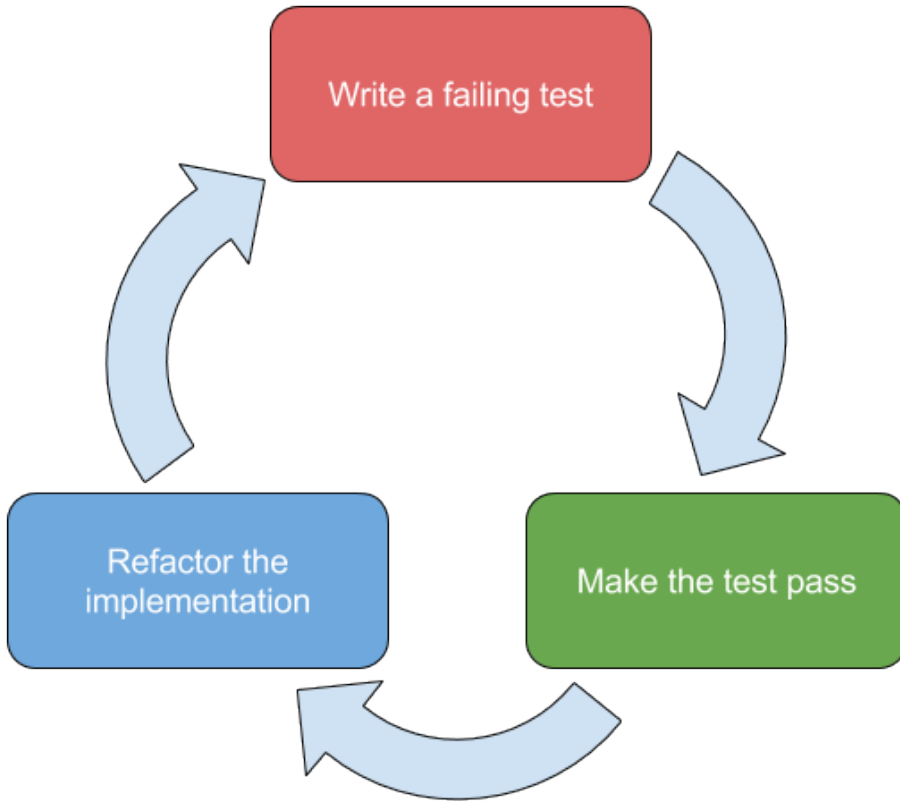 Write a failing test
Make the test pass
Refactor the
implementation